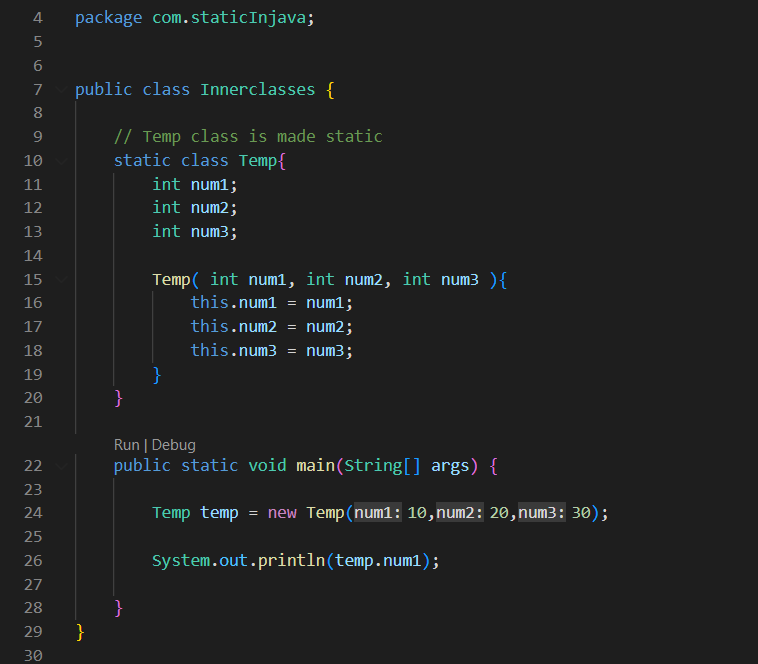 4 package com.staticInjava;
5
6
7 public class Innerclasses {
8
9 // Temp class is made static
10 static class Temp{
11 int num1;
12 int num2;
13 int num3;
14
15 Temp( int num1, int num2, int num3 ){
16 this.num1 = num1;
17 this.num2 = num2;
18 this.num3 = num3;
19 }
20 }
21
Run | Debug
22 public static void main(String[] args) {
23
24 Temp temp = new Temp(num1: 10,num2: 20,num3: 30);
25
26 System.out.println(temp.num1);
27
28 }
29 }
30